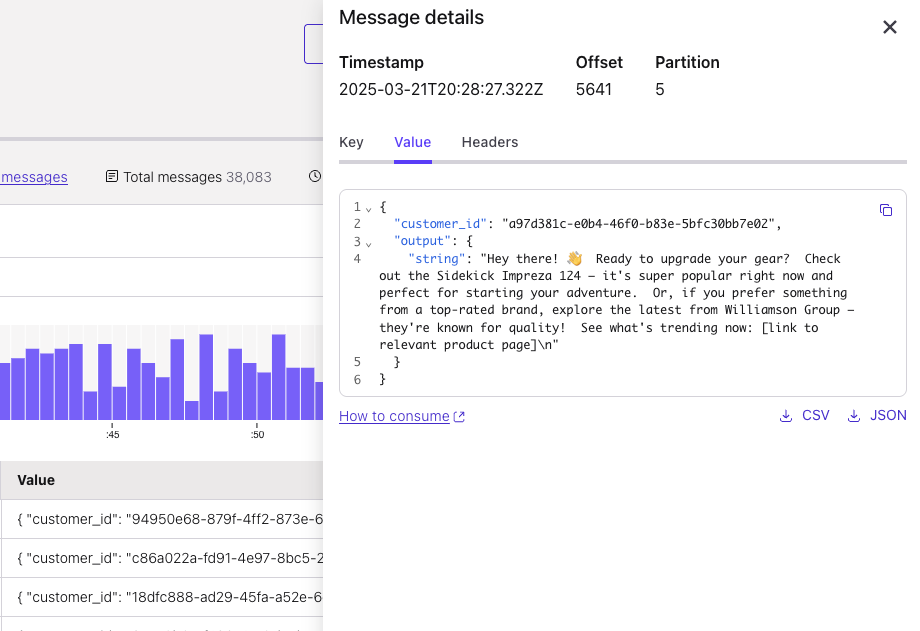 Message details
Timestamp Offset Partition
2025-03-21T20:28:27.322Z 5641 5
Key Value Headers
messages Total messages 38,083
1 {
2 "customer_id": "a97d381c-e0b4-46f0-b83e-5bfc30bb7e02",
3 "output": {
4 "string": "Hey there! 👋  Ready to upgrade your gear?  Check
out the Sidekick Impreza 124 – it's super popular right now and
perfect for starting your adventure.  Or, if you prefer something
from a top-rated brand, explore the latest from Williamson Group –
they're known for quality!  See what's trending now: [link to
relevant product page]\n"
5 }
6 }
How to consume CSV JSON
:45 :50
Value
{ "customer_id": "94950e68-879f-4ff2-873e-6
{ "customer_id": "c86a022a-fd91-4e97-8bc5-2
{ "customer_id": "18dfc888-ad29-45fa-a52e-6